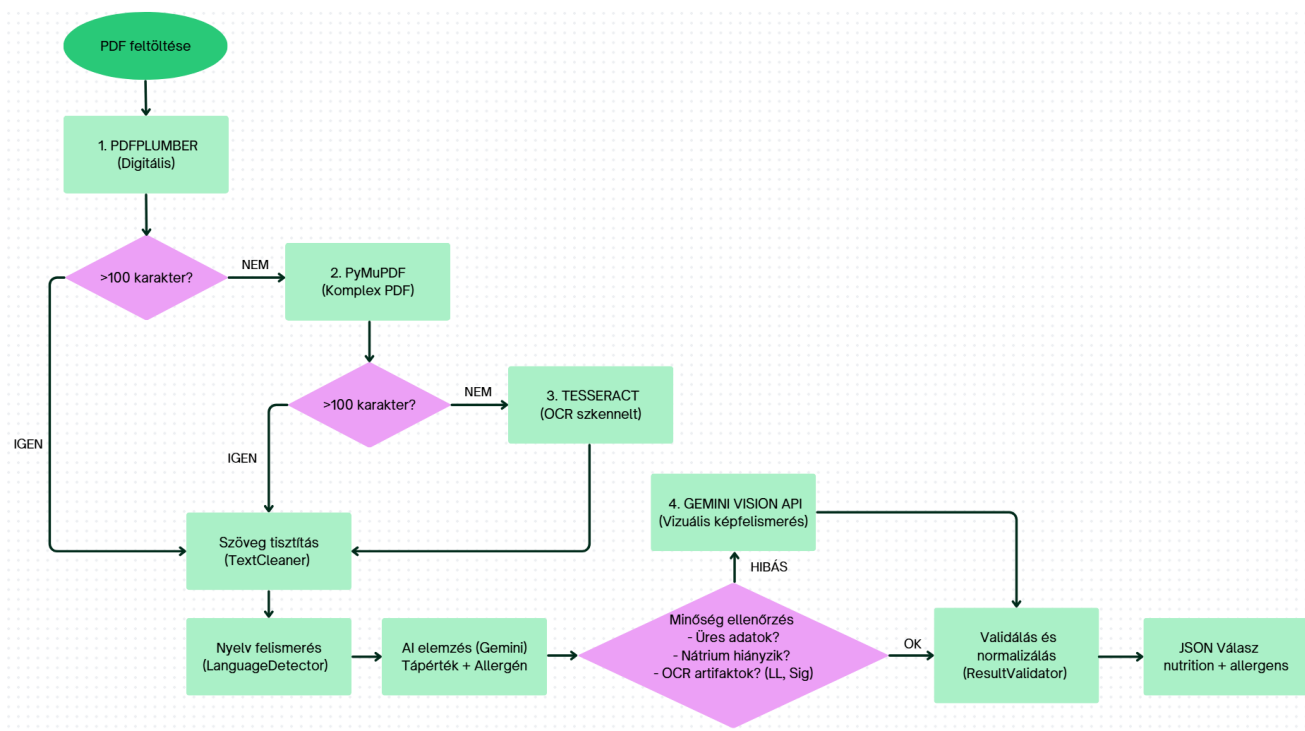 PDF feltöltése
1. PDFPLUMBER
(Digitális)
>100 karakter?
NEM
2. PyMuPDF
(Komplex PDF)
>100 karakter?
NEM
3. TESSERACT
(OCR szkennelt)
IGEN
IGEN
Szöveg tisztítás
(TextCleaner)
Nyelv felismerés
(LanguageDetector)
AI elemzés (Gemini)
Tápérték + Allergén
Minőség ellenőrzés
- Üres adatok?
- Nátrium hiányzik?
- OCR artifaktok? (LL, Sig)
HIBÁS
4. GEMINI VISION API
(Vizuális képfelismerés)
OK
Validálás és
normalizálás
(ResultValidator)
JSON Válasz
nutrition + allergens